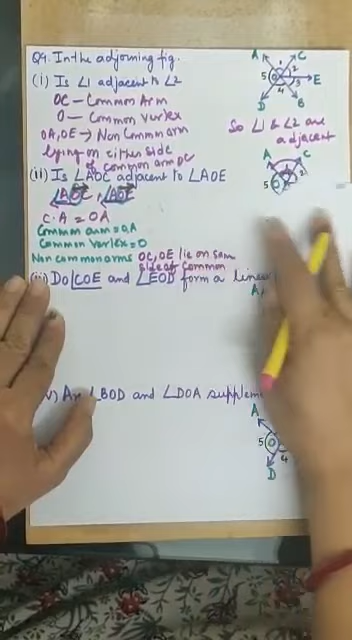 Q4. In the adjoining fig.
(i) Is ∠1 adjacent to ∠2
OC - Common Arm
O - Common Vertex
OA, OE → Non Common arm
lying on either side
of common arm OC
So ∠1 & ∠2 are
adjacent
A C 1 2 5 O 3 E 4 D B
(ii) Is ∠AOC adjacent to ∠AOE
A C 2 5 O
∠AOC, ∠AOE
C.A = OA
Common arm = OA
Common vertex = O
Non common arms OC, OE lie on same
side of common
(iii) Do ∠COE and ∠EOD form a linear
A
v) Are ∠BOD and ∠DOA supplem
A
5 O 4
D